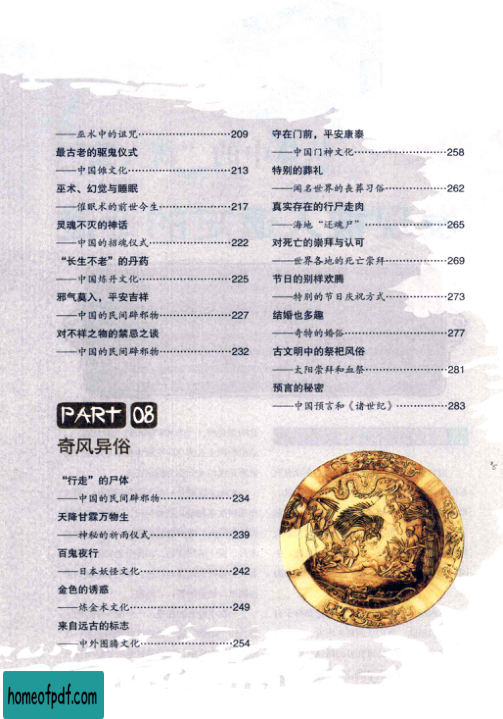 ——巫术中的诅咒……………………209
最古老的驱鬼仪式
——中国傩文化……………………213
巫术、幻觉与睡眠
——催眠术的前世今生……………217
灵魂不灭的神话
——中国的招魂仪式………………222
“长生不老”的丹药
——中国炼丹文化…………………225
邪气莫入，平安吉祥
——中国的民间辟邪物……………227
对不祥之物的禁忌之谈
——中国的民间辟邪物……………232
PART 08
奇风异俗
“行走”的尸体
——中国的民间辟邪物……………234
天降甘霖万物生
——神秘的祈雨仪式………………239
百鬼夜行
——日本妖怪文化…………………242
金色的诱惑
——炼金术文化……………………249
来自远古的标志
——中外图腾文化…………………254
守在门前，平安康泰
——中国门神文化…………………258
特别的葬礼
——闻名世界的丧葬习俗…………262
真实存在的行尸走肉
——海地“还魂尸”………………265
对死亡的崇拜与认可
——世界各地的死亡崇拜…………269
节日的别样欢腾
——特别的节日庆祝方式…………273
结婚也多趣
——奇特的婚俗……………………277
古文明中的祭祀风俗
——太阳崇拜和血祭………………281
预言的秘密
——中国预言和《诸世纪》………283
homeofpdf.com